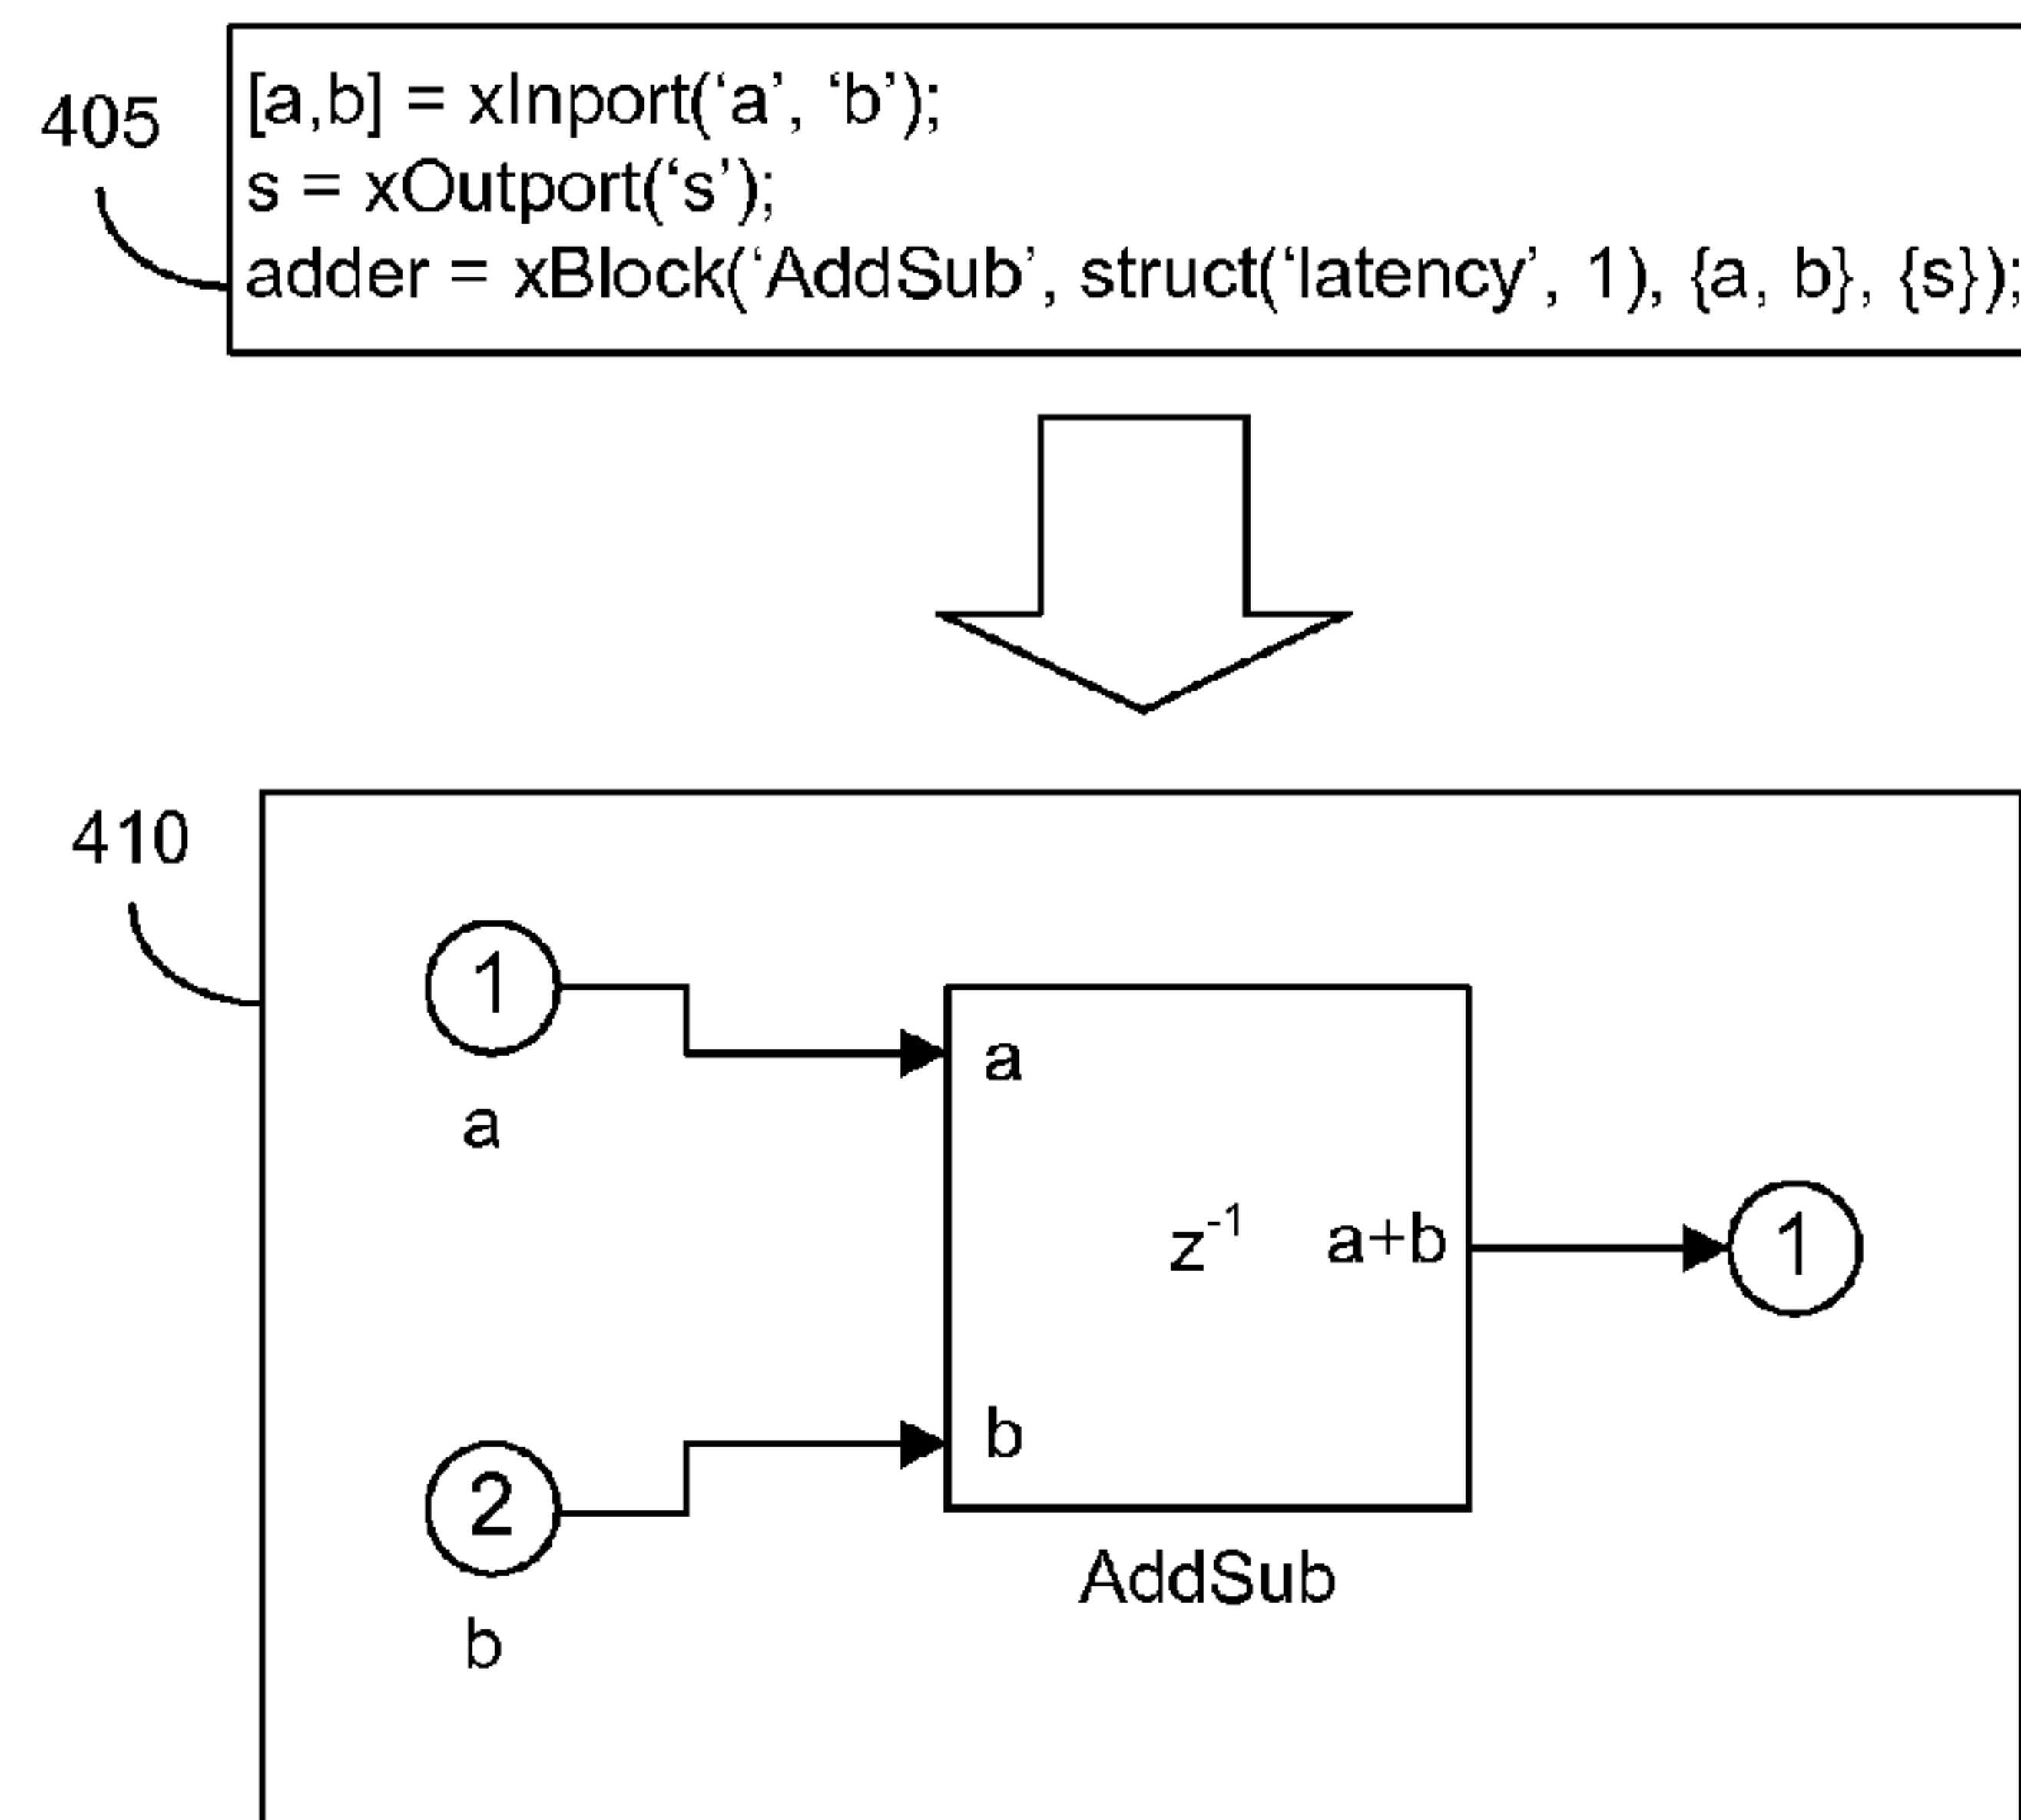 405
[a,b] = xInport(‘a’, ‘b’);
s = xOutport(‘s’);
adder = xBlock(‘AddSub’, struct(‘latency’, 1), {a, b}, {s});
410
1
a
a
z⁻¹ a+b
1
b
2
AddSub
b